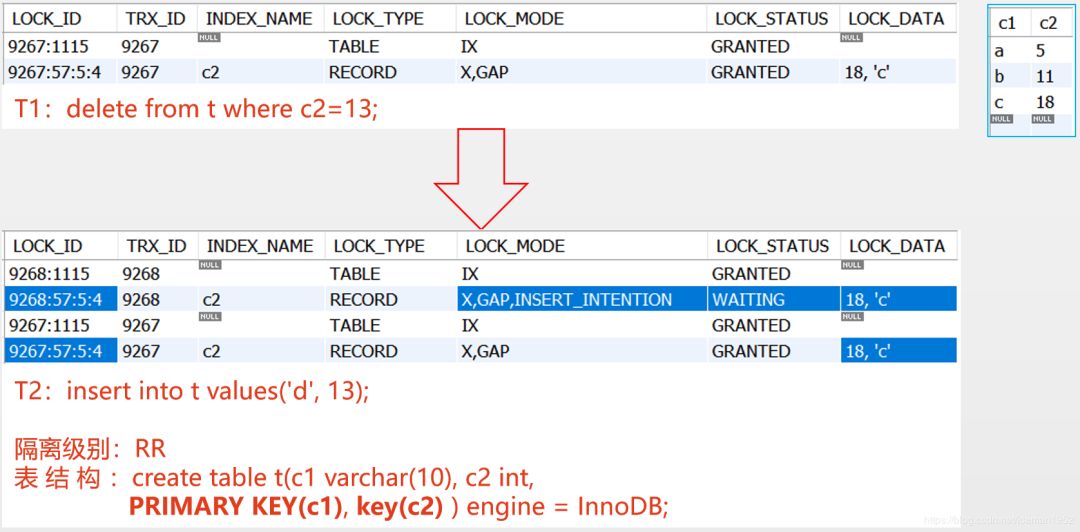 LOCK_ID TRX_ID INDEX_NAME LOCK_TYPE LOCK_MODE LOCK_STATUS LOCK_DATA
9267:1115 9267 NULL TABLE IX GRANTED NULL
9267:57:5:4 9267 c2 RECORD X,GAP GRANTED 18, 'c'
T1：delete from t where c2=13;
c1 c2
a 5
b 11
c 18
NULL NULL
LOCK_ID TRX_ID INDEX_NAME LOCK_TYPE LOCK_MODE LOCK_STATUS LOCK_DATA
9268:1115 9268 NULL TABLE IX GRANTED NULL
9268:57:5:4 9268 c2 RECORD X,GAP,INSERT_INTENTION WAITING 18, 'c'
9267:1115 9267 NULL TABLE IX GRANTED NULL
9267:57:5:4 9267 c2 RECORD X,GAP GRANTED 18, 'c'
T2：insert into t values('d', 13);
隔离级别：RR
表 结 构 ：create table t(c1 varchar(10), c2 int,
PRIMARY KEY(c1), key(c2) ) engine = InnoDB;